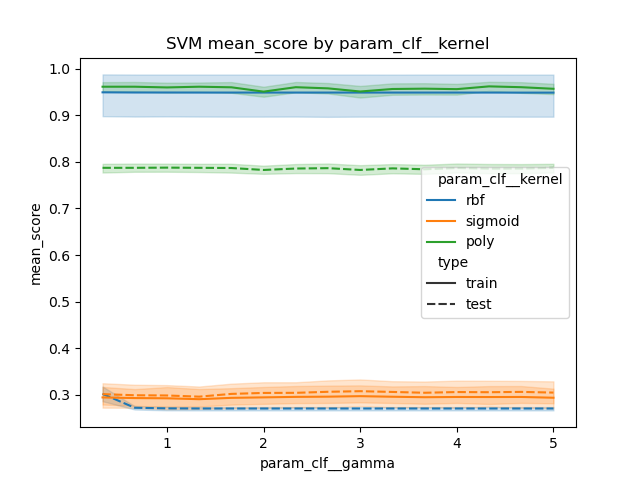 SVM mean_score by param_clf__kernel
1.0
0.9
0.8
0.7
0.6
0.5
0.4
0.3
mean_score
param_clf__kernel
rbf
sigmoid
poly
type
train
test
1 2 3 4 5
param_clf__gamma